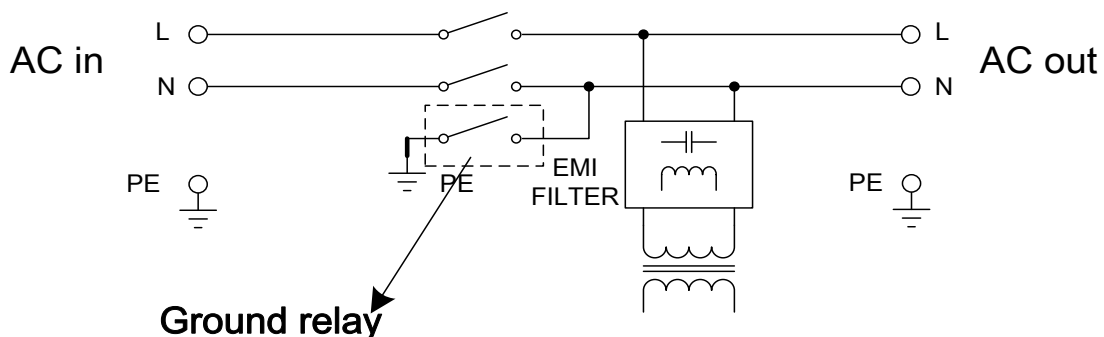 L
L
AC in
AC out
N
N
PE
PE
EMI
FILTER
PE
Ground relay